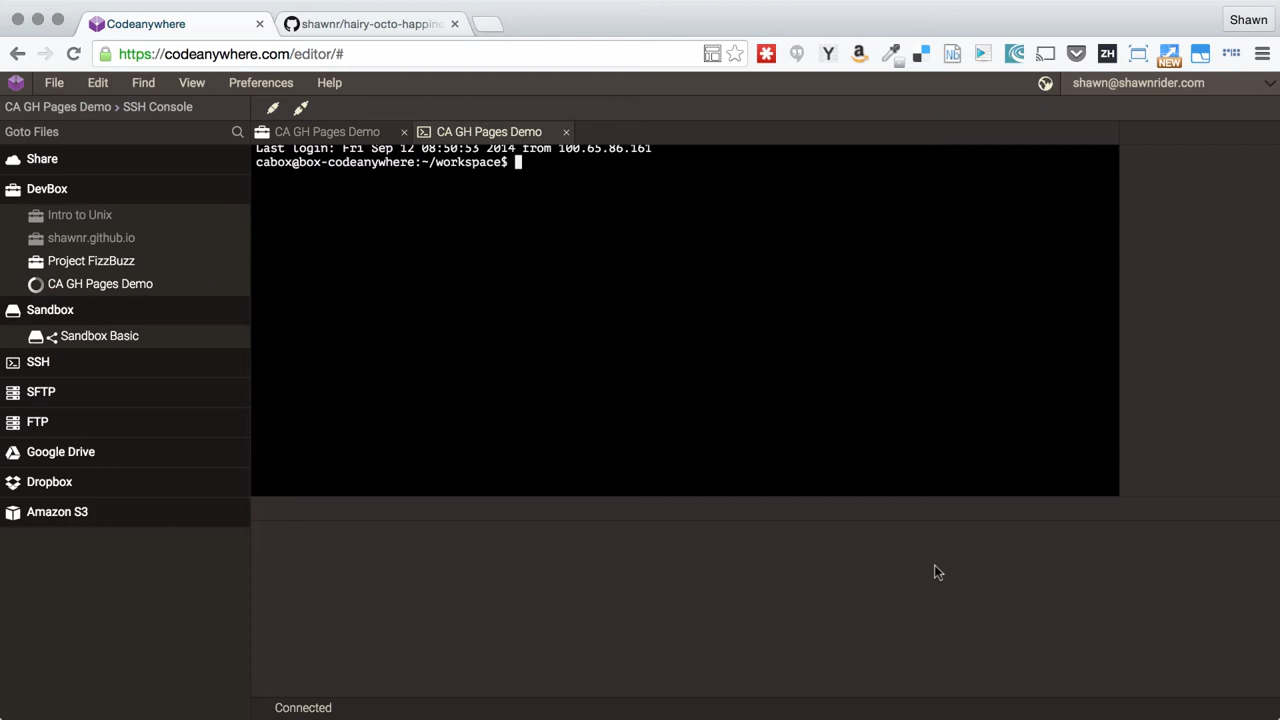 Codeanywhere
shawnr/hairy-octo-happine
Shawn
https://codeanywhere.com/editor/#
Y
a
Nb
ZH
NEW
File Edit Find View Preferences Help
shawn@shawnrider.com
CA GH Pages Demo > SSH Console
Goto Files
CA GH Pages Demo
CA GH Pages Demo
Last login: Fri Sep 12 08:50:53 2014 from 100.65.86.161
cabox@box-codeanywhere:~/workspace$
Share
DevBox
Intro to Unix
shawnr.github.io
Project FizzBuzz
CA GH Pages Demo
Sandbox
Sandbox Basic
SSH
SFTP
FTP
Google Drive
Dropbox
Amazon S3
Connected